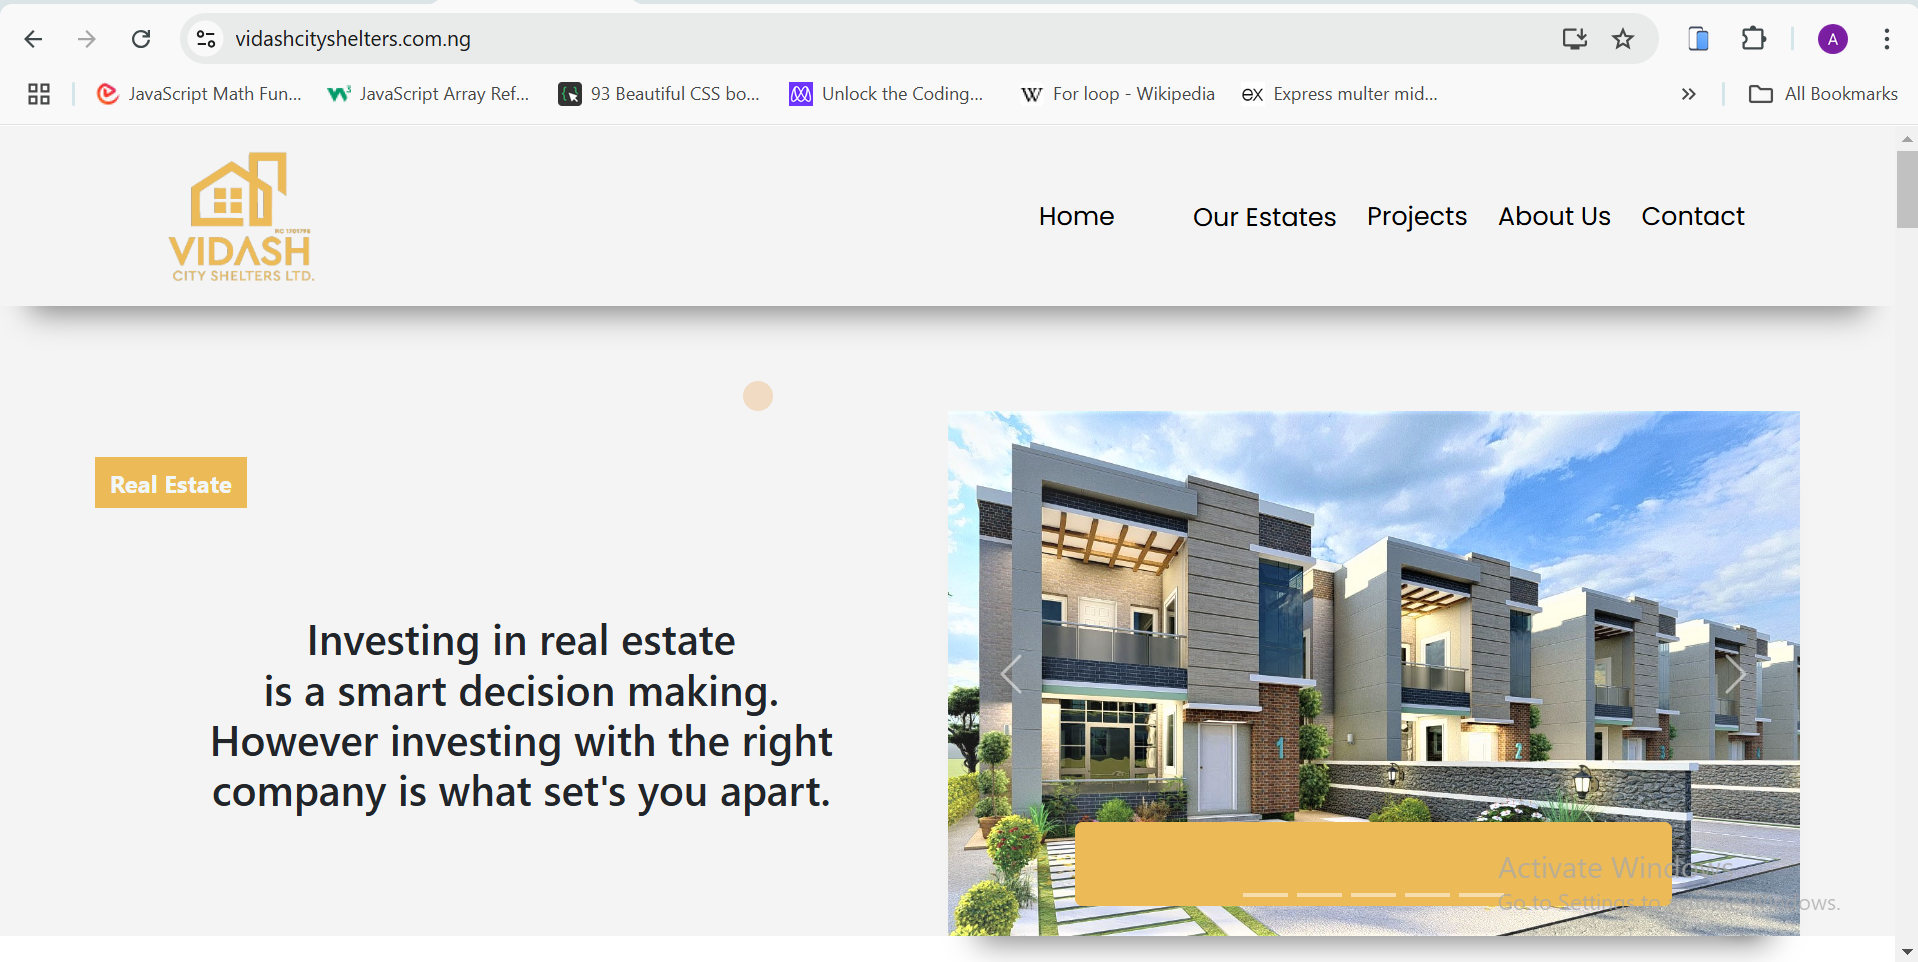 vidashcityshelters.com.ng
A
JavaScript Math Fun...
JavaScript Array Ref...
93 Beautiful CSS bo...
Unlock the Coding...
For loop - Wikipedia
Express multer mid...
All Bookmarks
VIDASH
CITY SHELTERS LTD.
Home
Our Estates
Projects
About Us
Contact
Real Estate
Investing in real estate
is a smart decision making.
However investing with the right
company is what set's you apart.
1
2
Activate Windows
Go to Settings to